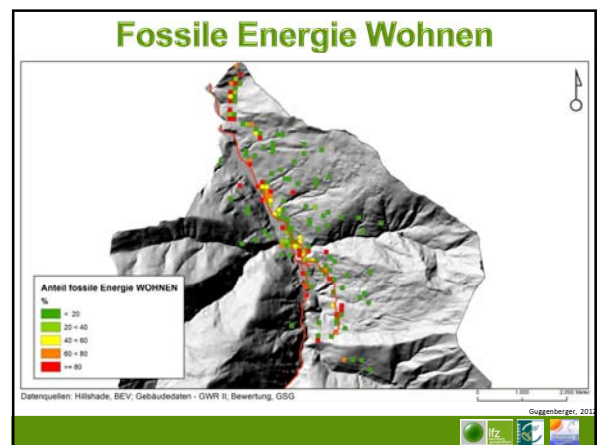 Fossile Energie Wohnen
Anteil fossile Energie WOHNEN
%
< 20
20 < 40
40 < 60
60 < 80
>= 80
0 1.000 2.000 Meter
Datenquellen: Hillshade, BEV; Gebäudedaten - GWR II; Bewertung, GSG
Guggenberger, 2012
lfz